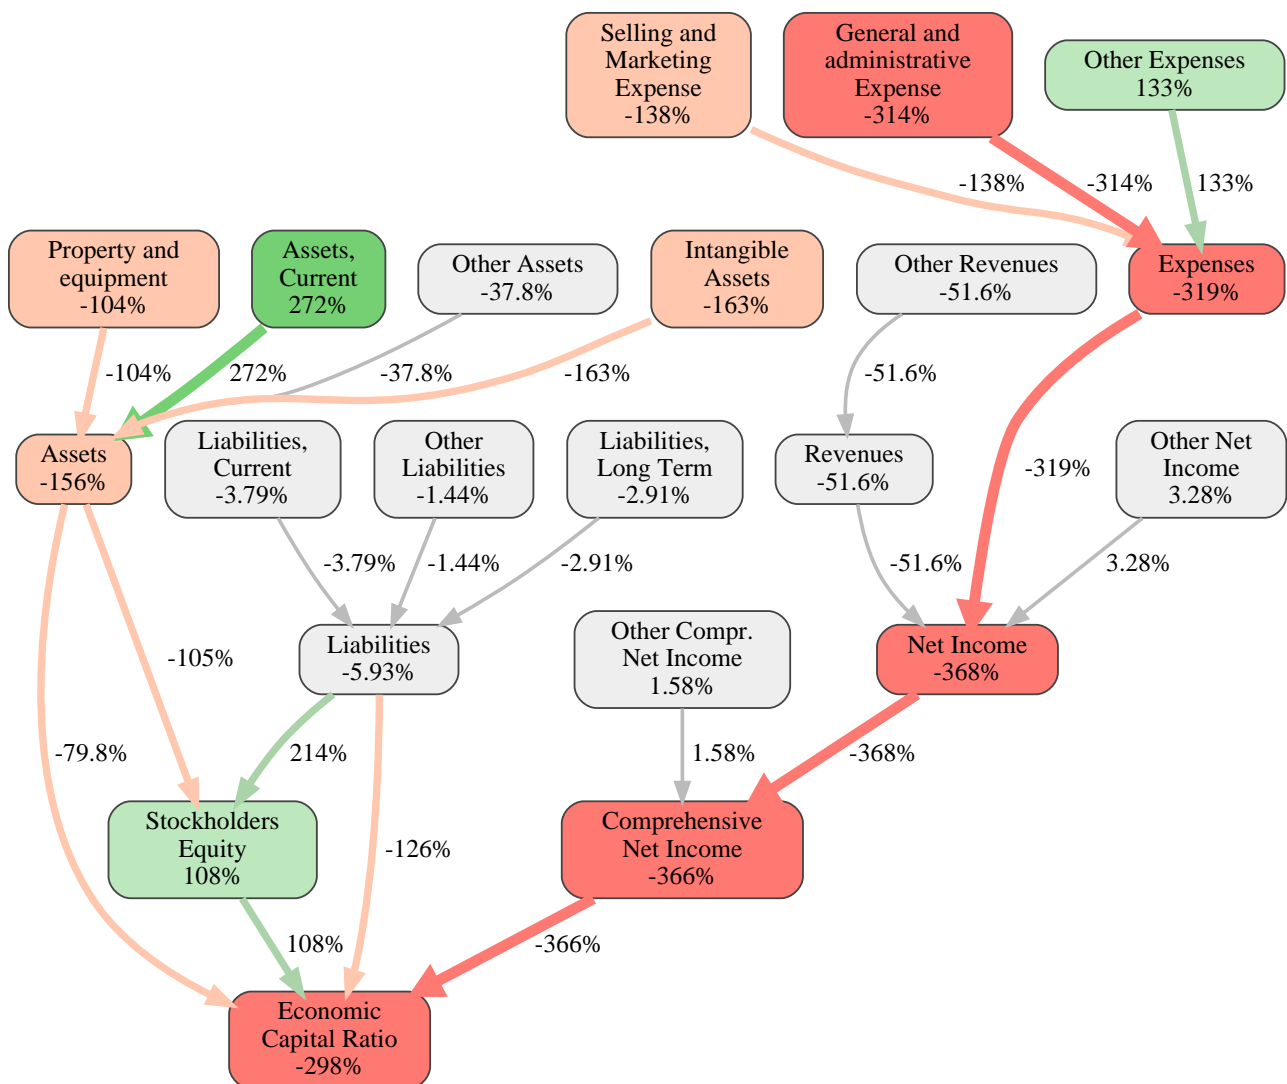 Selling and
Marketing
Expense
-138%
General and
administrative
Expense
-314%
Other Expenses
133%
-138%
-314%
133%
Property and
equipment
-104%
Assets,
Current
272%
Other Assets
-37.8%
Intangible
Assets
-163%
Other Revenues
-51.6%
Expenses
-319%
-104%
272%
-37.8%
-163%
-51.6%
-319%
Assets
-156%
Liabilities,
Current
-3.79%
Other
Liabilities
-1.44%
Liabilities,
Long Term
-2.91%
Revenues
-51.6%
Other Net
Income
3.28%
-3.79%
-1.44%
-2.91%
-51.6%
3.28%
-105%
Liabilities
-5.93%
Other Compr.
Net Income
1.58%
Net Income
-368%
-79.8%
214%
1.58%
-368%
Stockholders
Equity
108%
-126%
Comprehensive
Net Income
-366%
108%
-366%
Economic
Capital Ratio
-298%